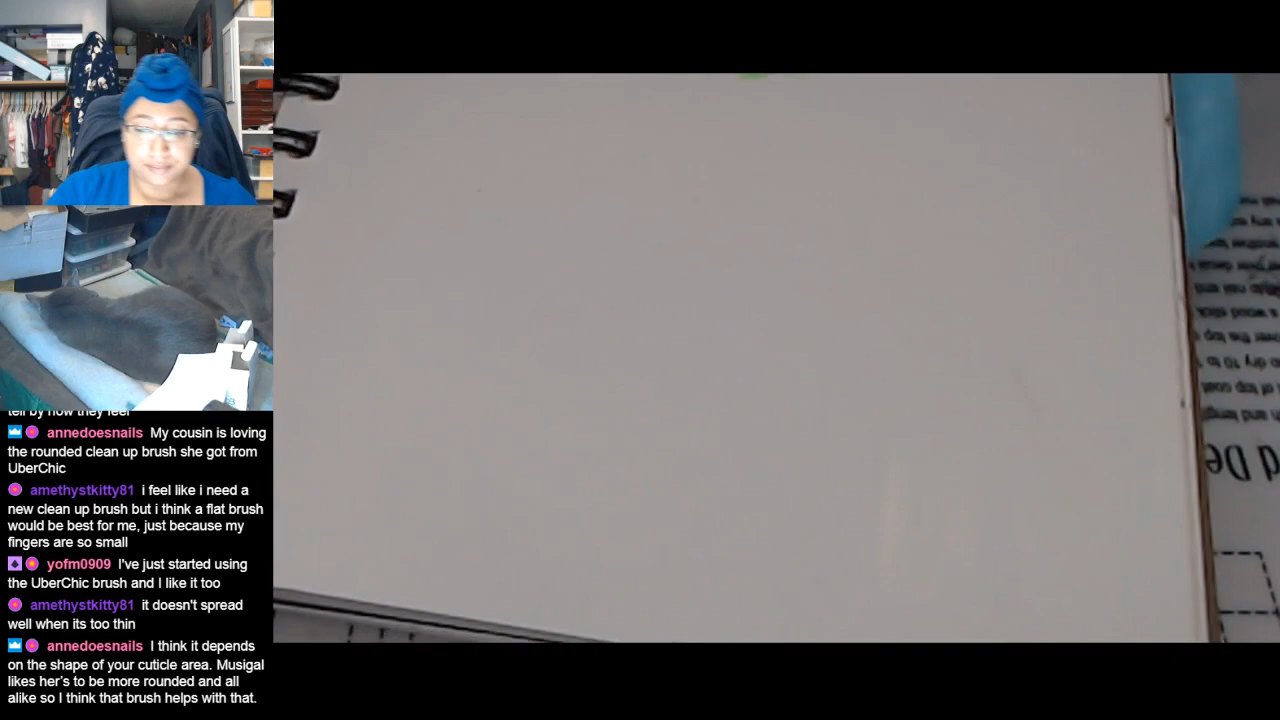 annedoesnails My cousin is loving
the rounded clean up brush she got from
UberChic
amethystkitty81 i feel like i need a
new clean up brush but i think a flat brush
would be best for me, just because my
fingers are so small
yofm0909 I've just started using
the UberChic brush and I like it too
amethystkitty81 it doesn't spread
well when its too thin
annedoesnails I think it depends
on the shape of your cuticle area. Musigal
likes her's to be more rounded and all
alike so I think that brush helps with that.